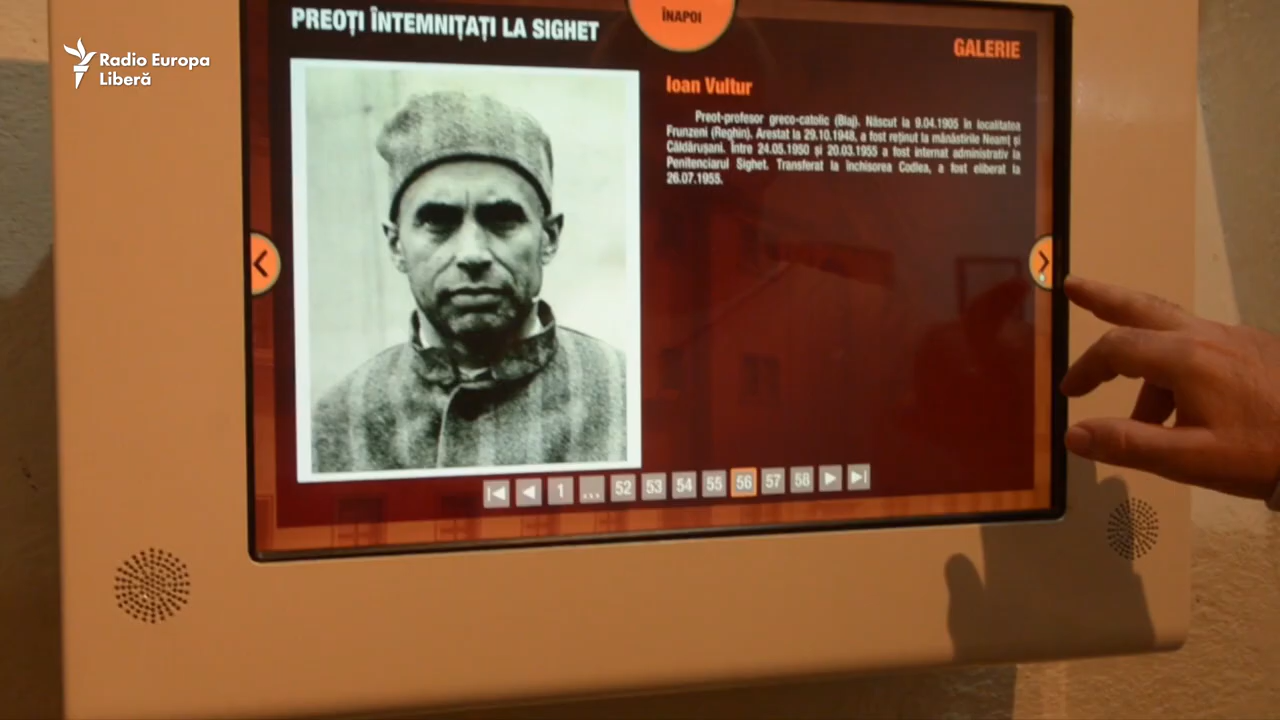 Radio Europa
Liberă
PREOȚI ÎNTEMNIȚAȚI LA SIGHET
ÎNAPOI
GALERIE
Ioan Vultur
Preot-profesor greco-catolic (Blaj). Născut la 9.04.1905 în localitatea
Frunzeni (Reghin). Arestat la 29.10.1948, a fost reținut la mănăstirile Neamț și
Căldărușani. Între 24.05.1950 și 20.03.1955 a fost internat administrativ la
Penitenciarul Sighet. Transferat la închisorea Codlea, a fost eliberat la
26.07.1955.
1 ... 52 53 54 55 56 57 58